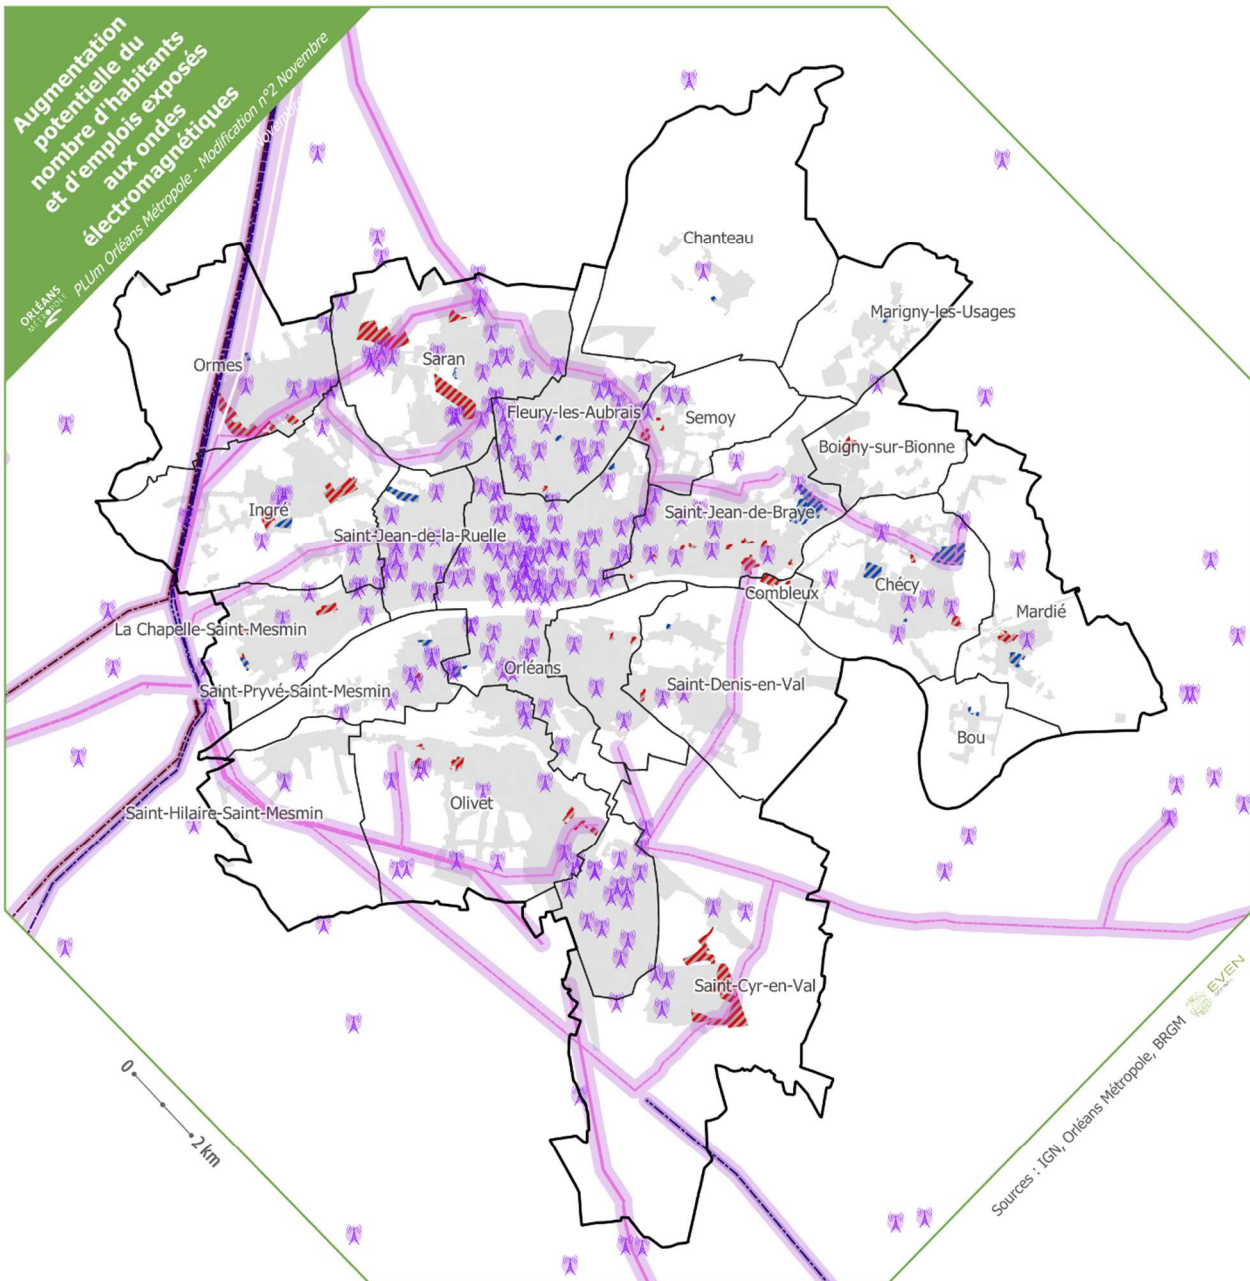 Augmentation
potentielle du
nombre d'habitants
et d'emplois exposés
aux ondes
électromagnétiques
PLUm Orléans Métropole - Modification n°2 Novembre
Novembre
ORLÉANS
MÉTROPOLE
Chanteau
Marigny-les-Usages
Ormes
Saran
Fleury-les-Aubrais
Semoy
Boigny-sur-Bionne
Ingré
Saint-Jean-de-Braye
Saint-Jean-de-la-Ruelle
Combleux
Chécy
Mardié
La Chapelle-Saint-Mesmin
Orléans
Saint-Pryvé-Saint-Mesmin
Saint-Denis-en-Val
Bou
Olivet
Saint-Hilaire-Saint-Mesmin
Saint-Cyr-en-Val
0
2 km
Sources : IGN, Orléans Métropole, BRGM
EVEN